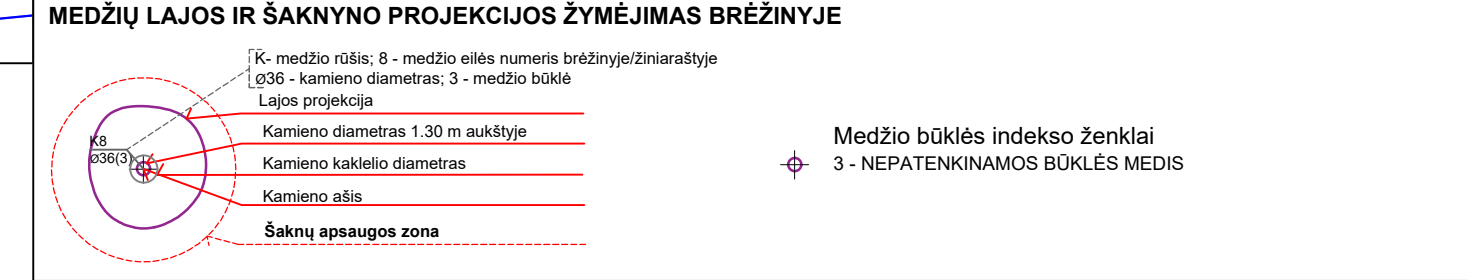 MEDŽIŲ LAJOS IR ŠAKNYNO PROJEKCIJOS ŽYMĖJIMAS BRĖŽINYJE
K- medžio rūšis; 8 - medžio eilės numeris brėžinyje/žiniaraštyje
Ø36 - kamieno diametras; 3 - medžio būklė
Lajos projekcija
Kamieno diametras 1.30 m aukštyje
K8
Ø36(3)
Kamieno kaklelio diametras
Kamieno ašis
Šaknų apsaugos zona
Medžio būklės indekso ženklai
3 - NEPATENKINAMOS BŪKLĖS MEDIS